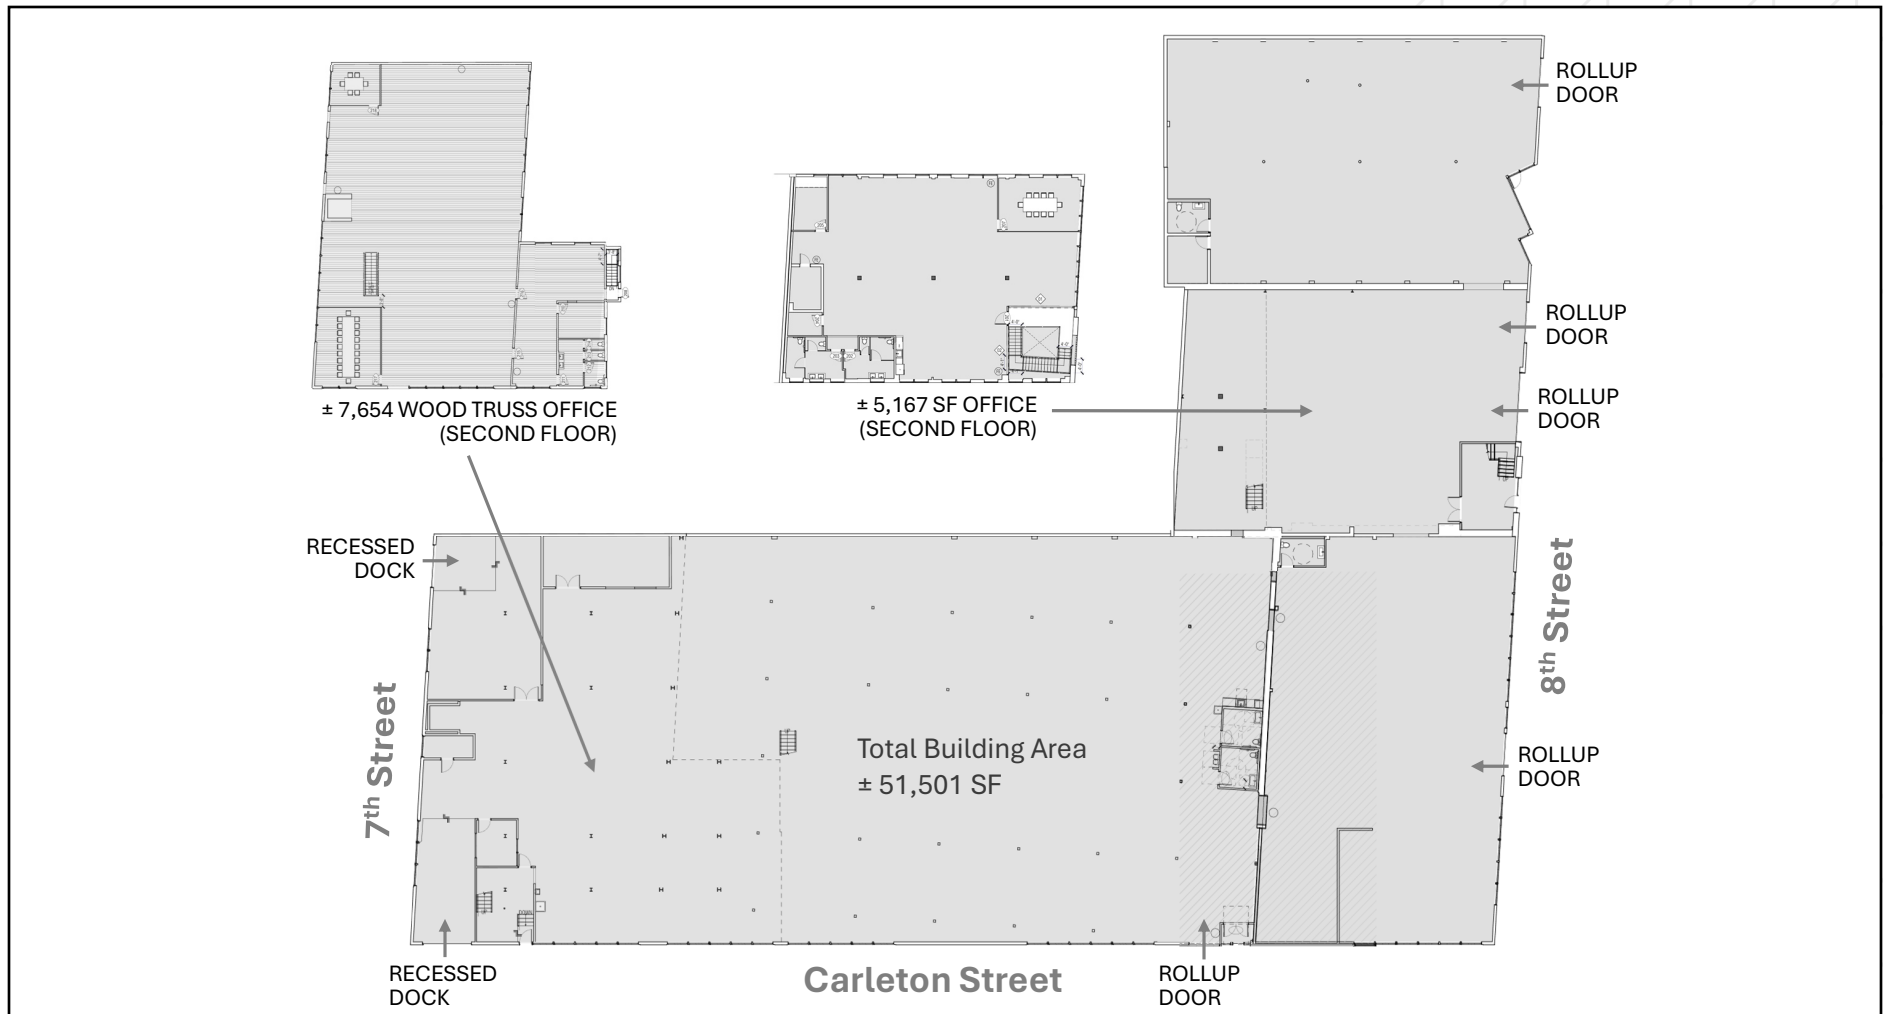 ROLLUP
DOOR
ROLLUP
DOOR
ROLLUP
DOOR
± 7,654 WOOD TRUSS OFFICE
(SECOND FLOOR)
± 5,167 SF OFFICE
(SECOND FLOOR)
RECESSED
DOCK
8th Street
7th Street
Total Building Area
± 51,501 SF
ROLLUP
DOOR
RECESSED
DOCK
Carleton Street
ROLLUP
DOOR